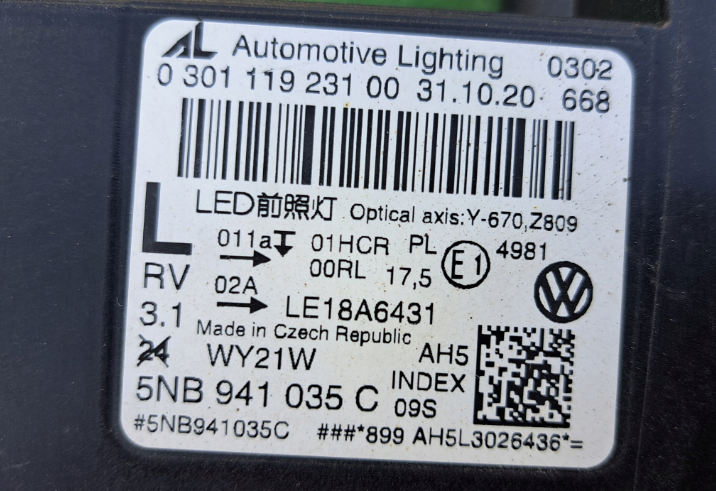 AL Automotive Lighting 0302
0 301 119 231 00 31.10.20 668
LED前照灯 Optical axis:Y-670,Z809
L
011a 01HCR PL E1 4981
00RL 17,5
RV
02A LE18A6431
3.1
Made in Czech Republic
24 WY21W AH5
5NB 941 035 C INDEX
09S
#5NB941035C ###*899 AH5L3026436*=